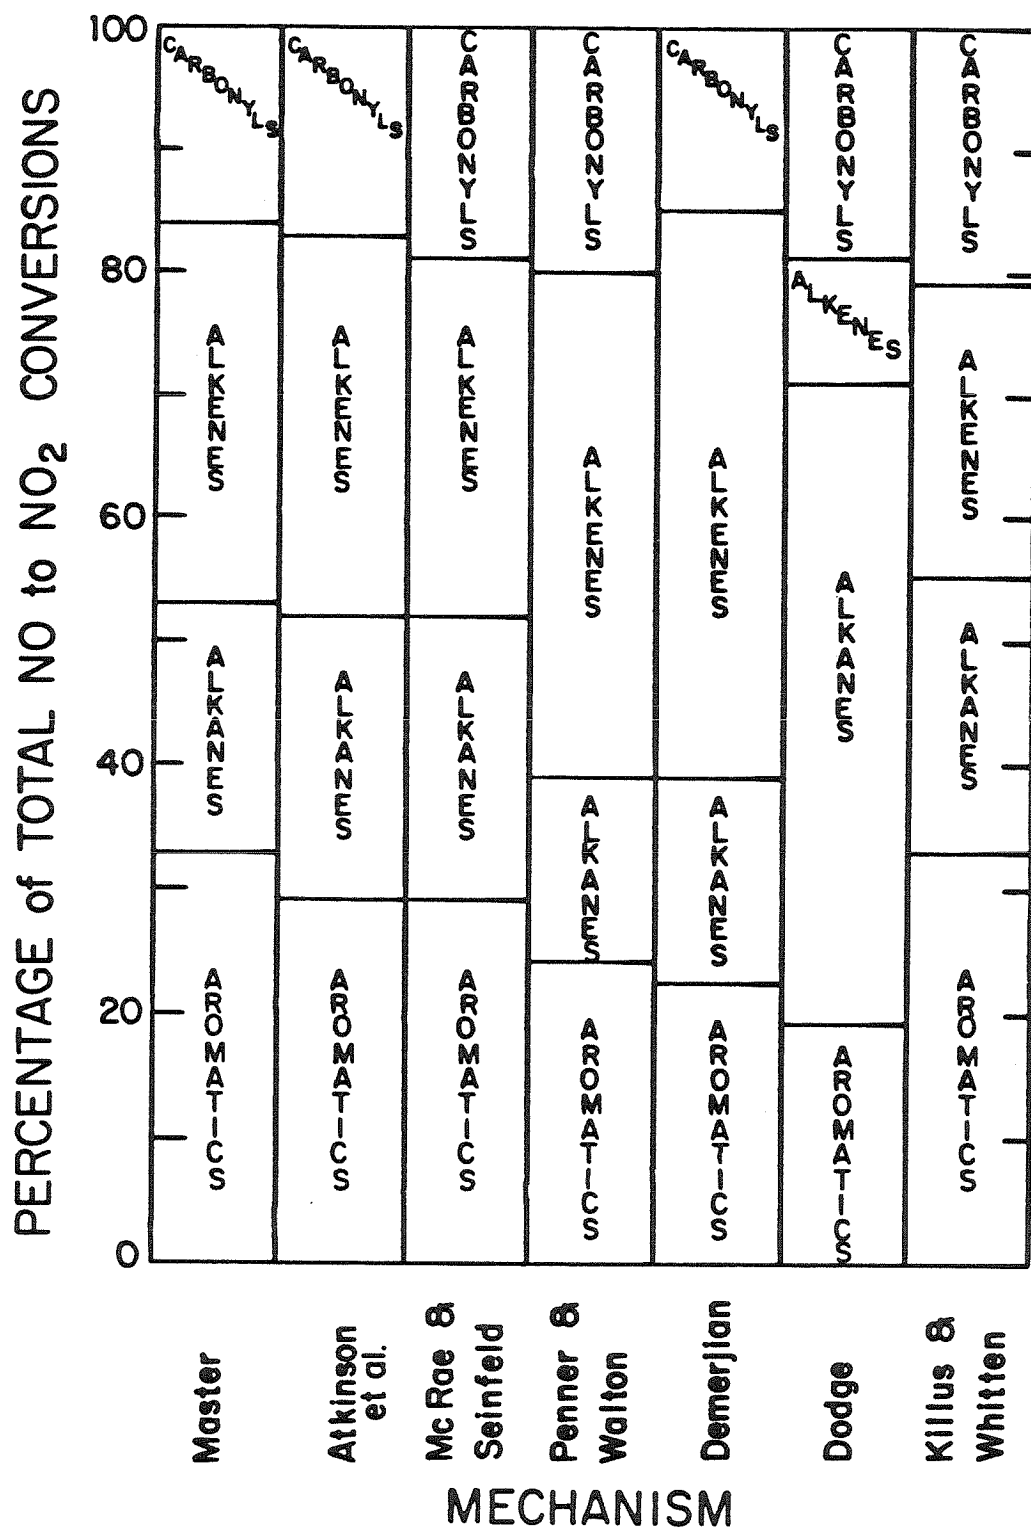 PERCENTAGE of TOTAL NO to NO₂ CONVERSIONS
100
80
60
40
20
0
CARBONYLS
ALKENES
ALKANES
AROMATICS
CARBONYLS
ALKENES
ALKANES
AROMATICS
CARBONYLS
ALKENES
ALKANES
AROMATICS
CARBONYLS
ALKENES
ALKANES
AROMATICS
CARBONYLS
ALKENES
ALKANES
AROMATICS
CARBONYLS
ALKENES
ALKANES
AROMATICS
CARBONYLS
ALKENES
ALKANES
AROMATICS
Master
Atkinson
et al.
McRae &
Seinfeld
Penner &
Walton
Demerjian
Dodge
Killus &
Whitten
MECHANISM